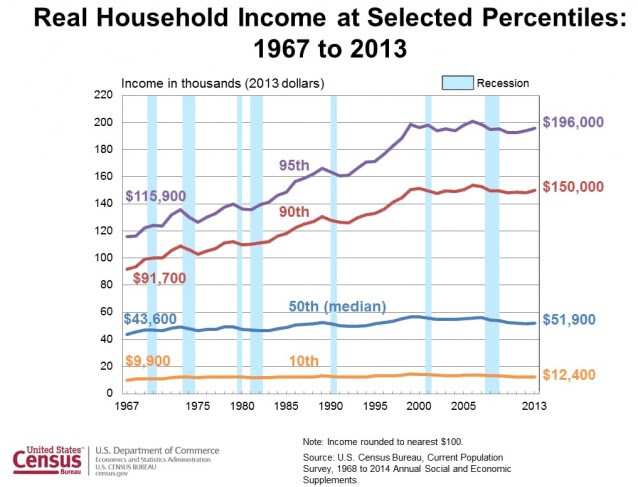 Real Household Income at Selected Percentiles:
1967 to 2013
Income in thousands (2013 dollars)
Recession
220
200
180
160
140
120
100
80
60
40
20
0
$196,000
95th
$115,900
$150,000
90th
$91,700
50th (median)
$43,600
$51,900
$9,900
10th
$12,400
1967
1975
1980
1985
1990
1995
2000
2005
2013
Note: Income rounded to nearest $100.
Source: U.S. Census Bureau, Current Population
Survey, 1968 to 2014 Annual Social and Economic
Supplements.
United States
Census
Bureau
U.S. Department of Commerce
Economics and Statistics Administration
U.S. CENSUS BUREAU
census.gov